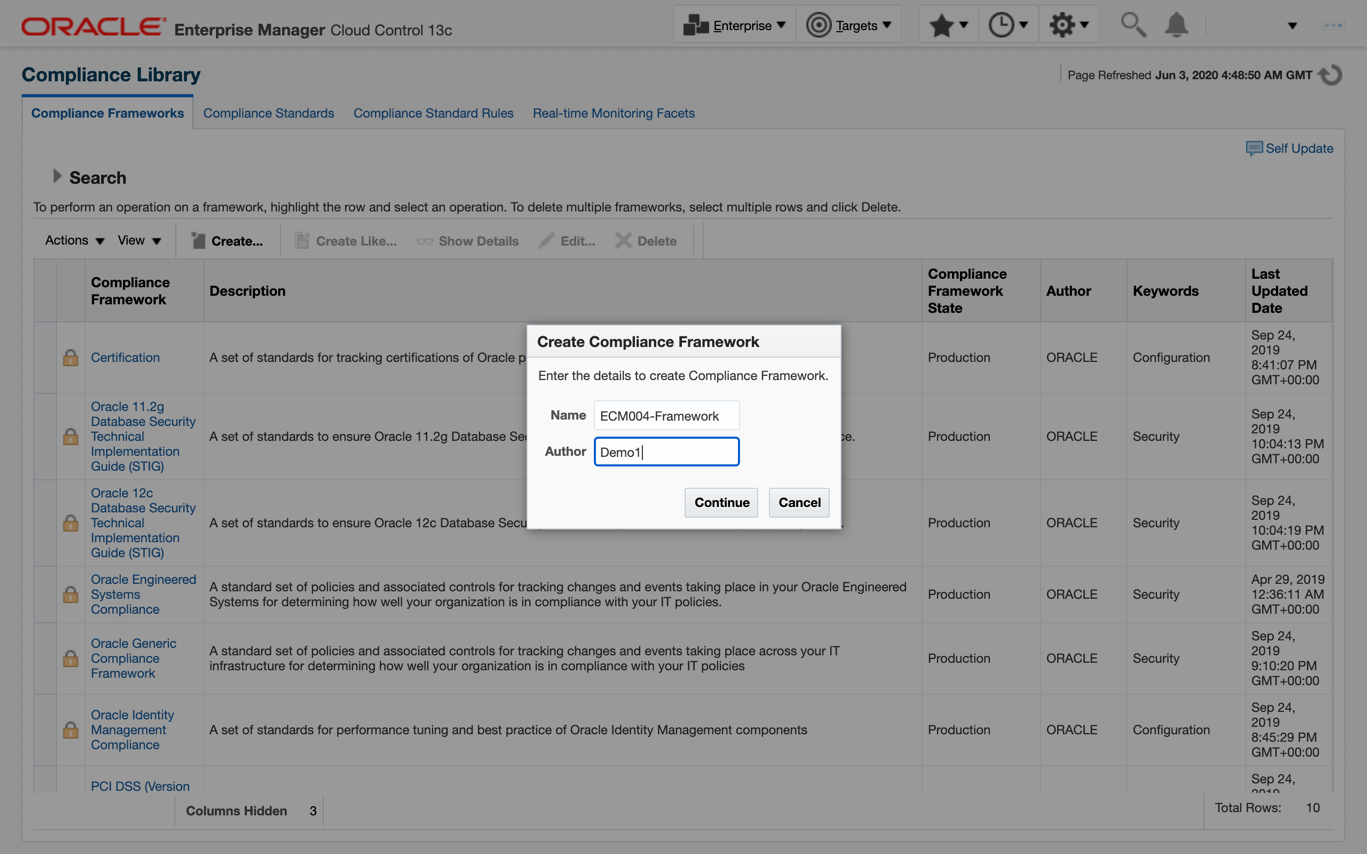 ORACLE Enterprise Manager Cloud Control 13c
Enterprise
Targets
Compliance Library
Page Refreshed Jun 3, 2020 4:48:50 AM GMT
Compliance Frameworks
Compliance Standards
Compliance Standard Rules
Real-time Monitoring Facets
Self Update
Search
To perform an operation on a framework, highlight the row and select an operation. To delete multiple frameworks, select multiple rows and click Delete.
Actions
View
Create...
Create Like...
Show Details
Edit...
Delete
Compliance
Framework
Description
Compliance
Framework
State
Author
Keywords
Last
Updated
Date
Certification
A set of standards for tracking certifications of Oracle p
Production
ORACLE
Configuration
Sep 24,
2019
8:41:07 PM
GMT+00:00
Oracle 11.2g
Database Security
Technical
Implementation
Guide (STIG)
A set of standards to ensure Oracle 11.2g Database Se
ce.
Production
ORACLE
Security
Sep 24,
2019
10:04:13 PM
GMT+00:00
Oracle 12c
Database Security
Technical
Implementation
Guide (STIG)
A set of standards to ensure Oracle 12c Database Secu
Production
ORACLE
Security
Sep 24,
2019
10:04:19 PM
GMT+00:00
Oracle Engineered
Systems
Compliance
A standard set of policies and associated controls for tracking changes and events taking place in your Oracle Engineered
Systems for determining how well your organization is in compliance with your IT policies.
Production
ORACLE
Security
Apr 29, 2019
12:36:11 AM
GMT+00:00
Oracle Generic
Compliance
Framework
A standard set of policies and associated controls for tracking changes and events taking place across your IT
infrastructure for determining how well your organization is in compliance with your IT policies
Production
ORACLE
Security
Sep 24,
2019
9:10:20 PM
GMT+00:00
Oracle Identity
Management
Compliance
A set of standards for performance tuning and best practice of Oracle Identity Management components
Production
ORACLE
Configuration
Sep 24,
2019
8:45:29 PM
GMT+00:00
PCI DSS (Version
Sep 24,
2019
Columns Hidden 3
Total Rows: 10
Create Compliance Framework
Enter the details to create Compliance Framework.
Name ECM004-Framework
Author Demo1
Continue
Cancel